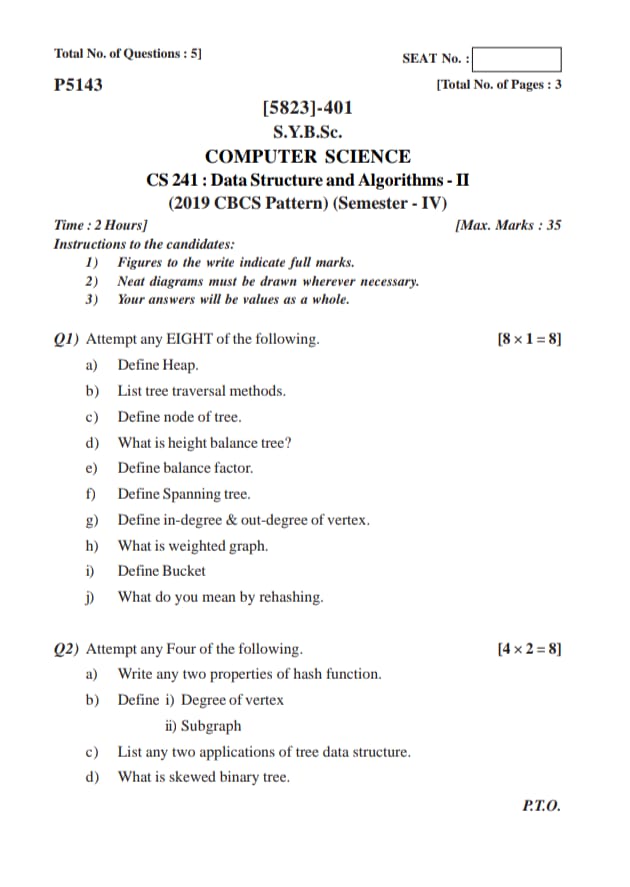 Total No. of Questions : 5]
SEAT No. :
P5143
[Total No. of Pages : 3
[5823]-401
S.Y.B.Sc.
COMPUTER SCIENCE
CS 241 : Data Structure and Algorithms - II
(2019 CBCS Pattern) (Semester - IV)
Time : 2 Hours] [Max. Marks : 35
Instructions to the candidates:
1) Figures to the write indicate full marks.
2) Neat diagrams must be drawn wherever necessary.
3) Your answers will be values as a whole.
Q1) Attempt any EIGHT of the following. [8 × 1 = 8]
a) Define Heap.
b) List tree traversal methods.
c) Define node of tree.
d) What is height balance tree?
e) Define balance factor.
f) Define Spanning tree.
g) Define in-degree & out-degree of vertex.
h) What is weighted graph.
i) Define Bucket
j) What do you mean by rehashing.
Q2) Attempt any Four of the following. [4 × 2 = 8]
a) Write any two properties of hash function.
b) Define i) Degree of vertex
ii) Subgraph
c) List any two applications of tree data structure.
d) What is skewed binary tree.
P.T.O.